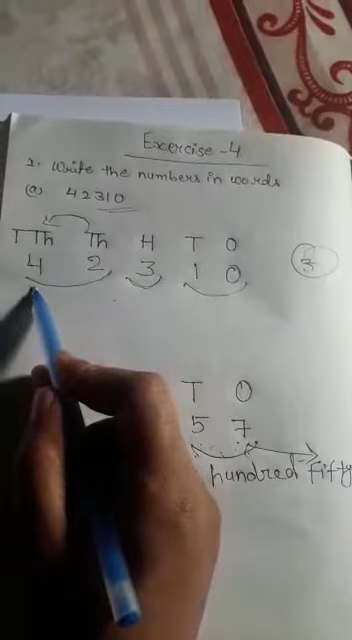 Exercise-4
1. Write the numbers in words
@ 42310
TTh Th H T O
4 2 3 1 0
T O
5 7
hundred Fifty